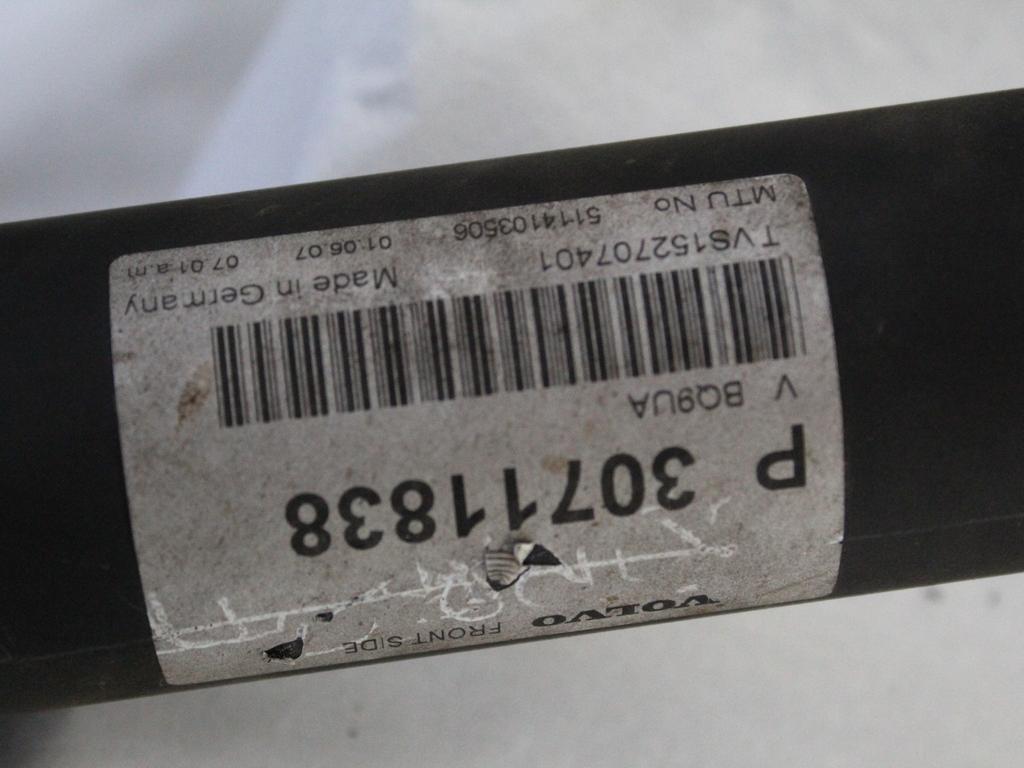 VOLVO FRONT SIDE
P 30711838
V BQ9UA
TVS152707401 Made in Germany
MTU No 5114103506 01.06.07 07.01 a.m